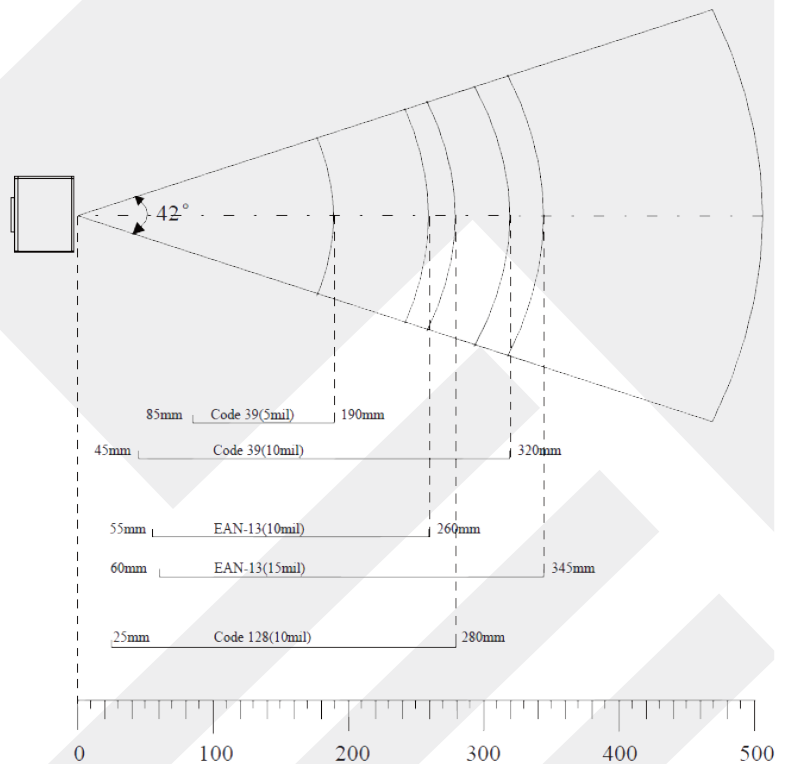 42°
85mm Code 39(5mil) 190mm
45mm Code 39(10mil) 320mm
55mm EAN-13(10mil) 260mm
60mm EAN-13(15mil) 345mm
25mm Code 128(10mil) 280mm
0 100 200 300 400 500